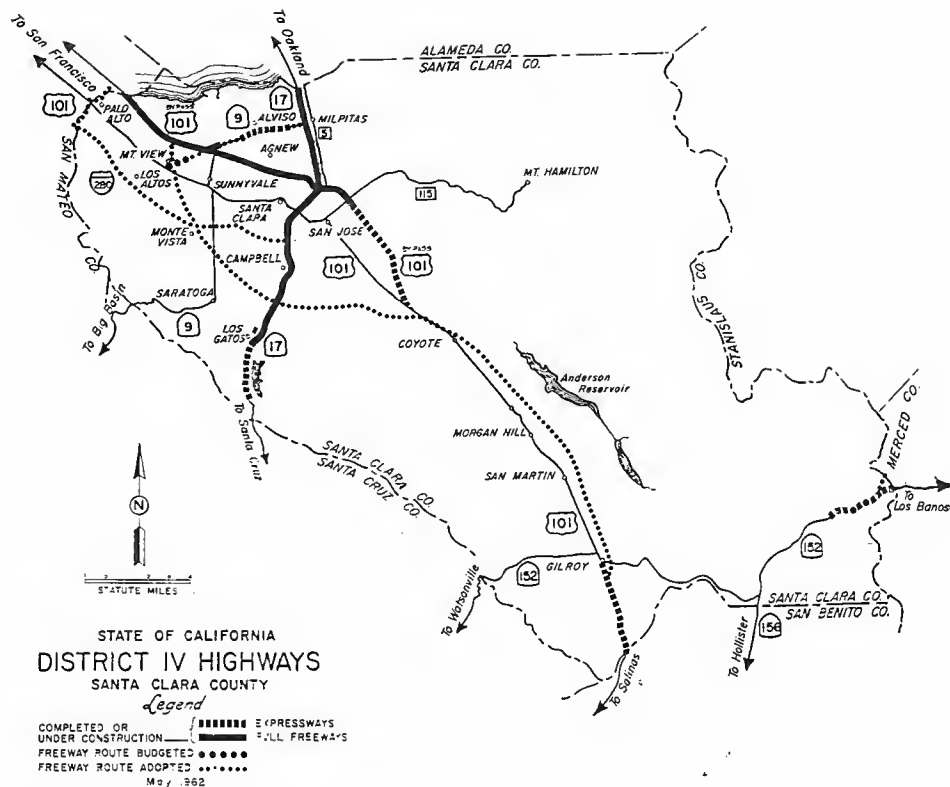 To San Francisco
To Oakland
ALAMEDA CO.
SANTA CLARA CO.
101
PALO ALTO
BY PASS
101
9
17
ALVISO
5
MILPITAS
SAN MATEO CO.
MT. VIEW
AGNEW
280
LOS ALTOS
SUNNYVALE
SANTA CLARA
115
MT. HAMILTON
SAN JOSE
MONTE VISTA
CAMPBELL
101
BY PASS
101
STANISLAUS CO.
SARATOGA
To Big Basin
9
LOS GATOS
17
COYOTE
To Santa Cruz
Anderson Reservoir
MORGAN HILL
SANTA CLARA CO.
SANTA CRUZ CO.
SAN MARTIN
MERCED CO.
To Los Banos
N
101
152
152
GILROY
STATUTE MILES
To Watsonville
SANTA CLARA CO.
SAN BENITO CO.
156
To Hollister
To Salinas
STATE OF CALIFORNIA
DISTRICT IV HIGHWAYS
SANTA CLARA COUNTY
Legend
COMPLETED OR UNDER CONSTRUCTION
EXPRESSWAYS
FULL FREEWAYS
FREEWAY ROUTE BUDGETED
FREEWAY ROUTE ADOPTED
May 1962